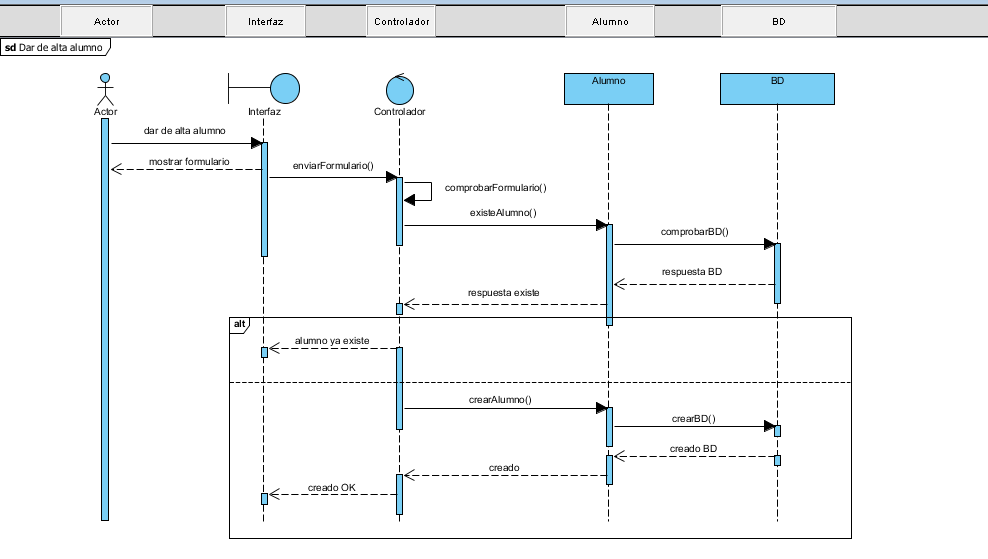 Actor
Interfaz
Controlador
Alumno
BD
sd Dar de alta alumno
Alumno
BD
Actor
Interfaz
Controlador
dar de alta alumno
mostrar formulario
enviarFormulario()
comprobarFormulario()
existeAlumno()
comprobarBD()
respuesta BD
respuesta existe
alt
alumno ya existe
crearAlumno()
crearBD()
creado BD
creado
creado OK